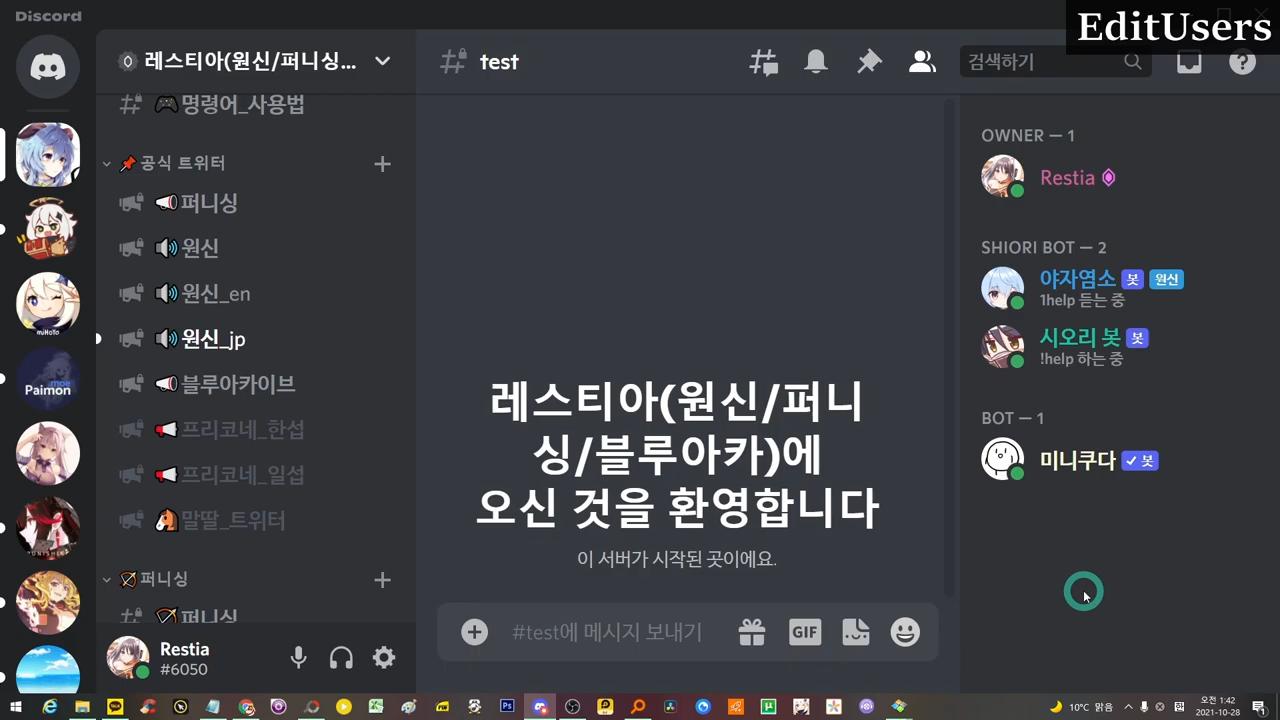 Discord
EditUsers
레스티아(원신/퍼니싱...
test
검색하기
명령어_사용법
공식 트위터
퍼니싱
원신
원신_en
원신_jp
블루아카이브
프리코네_한섭
프리코네_일섭
말딸_트위터
퍼니싱
퍼니싱
Restia
#6050
레스티아(원신/퍼니
싱/블루아카)에
오신 것을 환영합니다
이 서버가 시작된 곳이에요.
#test에 메시지 보내기
GIF
OWNER — 1
Restia
SHIORI BOT — 2
야자염소 봇 원신
1help 듣는 중
시오리 봇 봇
!help 하는 중
BOT — 1
미니쿠다 봇
miHoYo
Paimon
moe
10°C 맑음
오전 1:42
2021-10-28